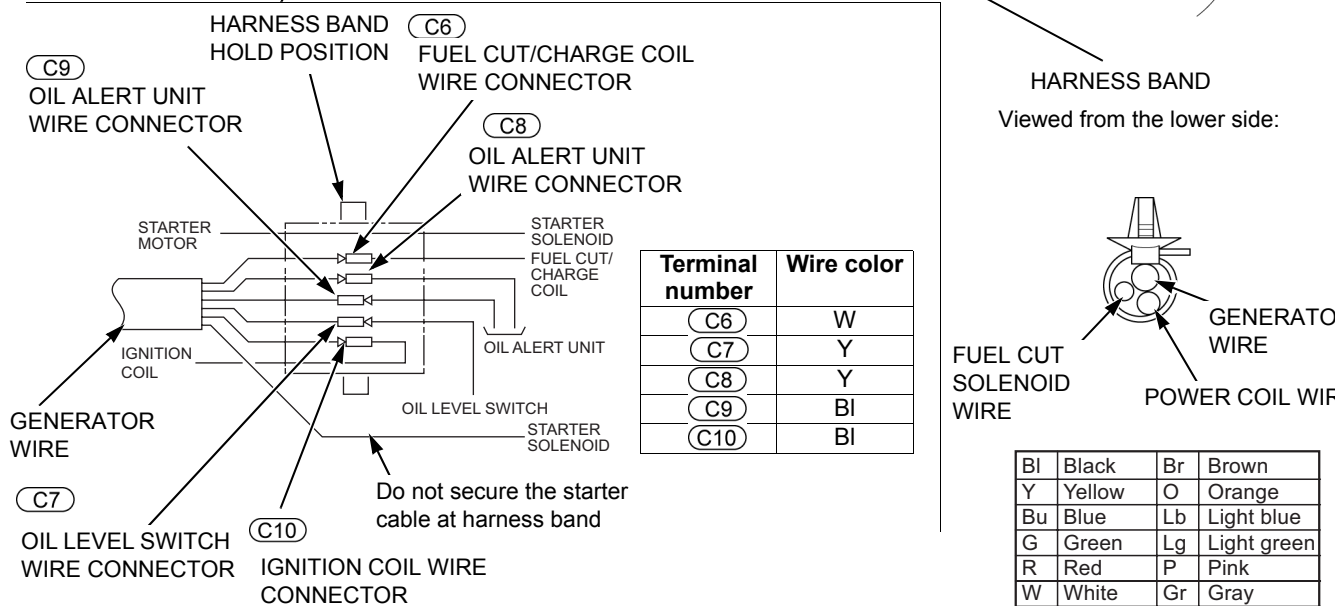 HARNESS BAND
HOLD POSITION
C6
FUEL CUT/CHARGE COIL
WIRE CONNECTOR
C9
OIL ALERT UNIT
WIRE CONNECTOR
C8
OIL ALERT UNIT
WIRE CONNECTOR
STARTER
MOTOR
STARTER
SOLENOID
FUEL CUT/
CHARGE
COIL
IGNITION
COIL
OIL ALERT UNIT
OIL LEVEL SWITCH
STARTER
SOLENOID
GENERATOR
WIRE
C7
OIL LEVEL SWITCH
WIRE CONNECTOR
C10
IGNITION COIL WIRE
CONNECTOR
Do not secure the starter
cable at harness band
Terminal number Wire color
C6 W
C7 Y
C8 Y
C9 Bl
C10 Bl
HARNESS BAND
Viewed from the lower side:
GENERATO
WIRE
FUEL CUT
SOLENOID
WIRE
POWER COIL WIR
Bl Black Br Brown
Y Yellow O Orange
Bu Blue Lb Light blue
G Green Lg Light green
R Red P Pink
W White Gr Gray